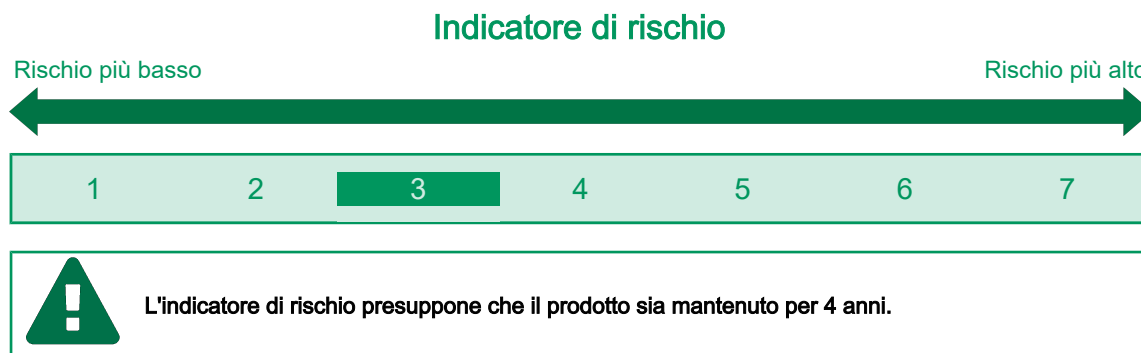 Indicatore di rischio
Rischio più basso Rischio più alto
1 2 3 4 5 6 7
L'indicatore di rischio presuppone che il prodotto sia mantenuto per 4 anni.